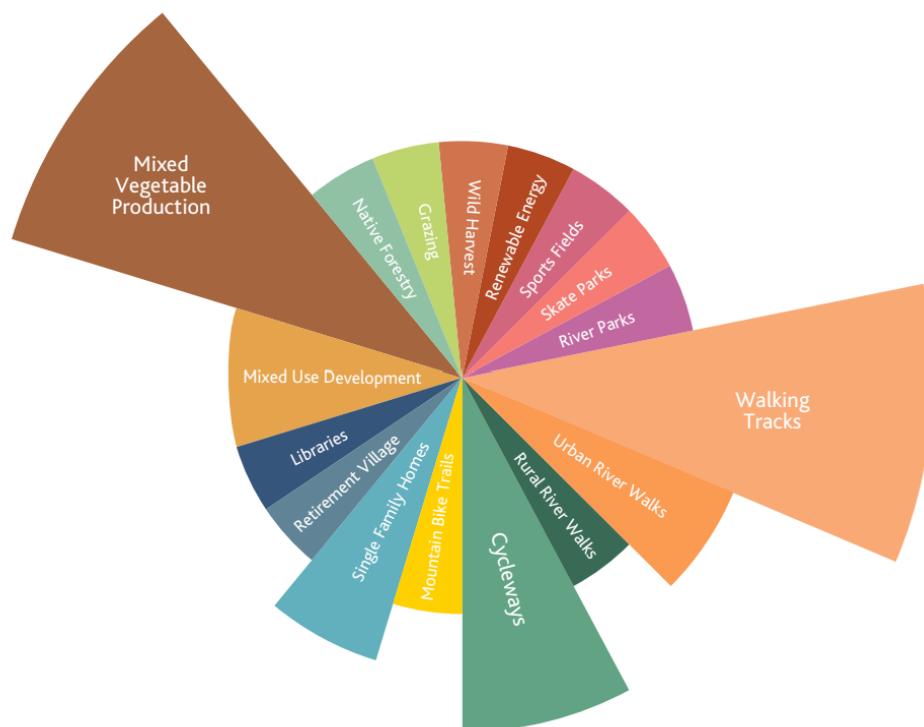 Mixed
Vegetable
Production
Native Forestry
Grazing
Wild Harvest
Renewable Energy
Sports Fields
Skate Parks
River Parks
Walking
Tracks
Urban River Walks
Rural River Walks
Cycleways
Mountain Bike Trails
Single Family Homes
Retirement Village
Libraries
Mixed Use Development